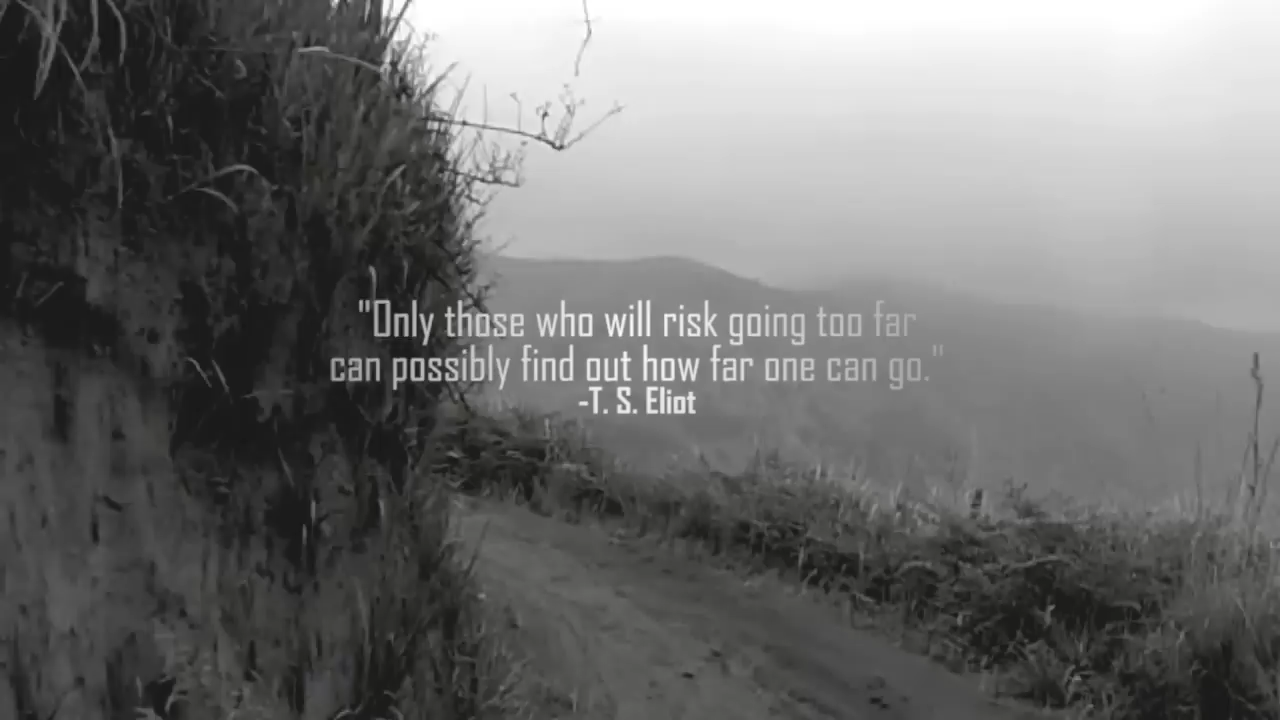 "Only those who will risk going too far
can possibly find out how far one can go."
-T. S. Eliot